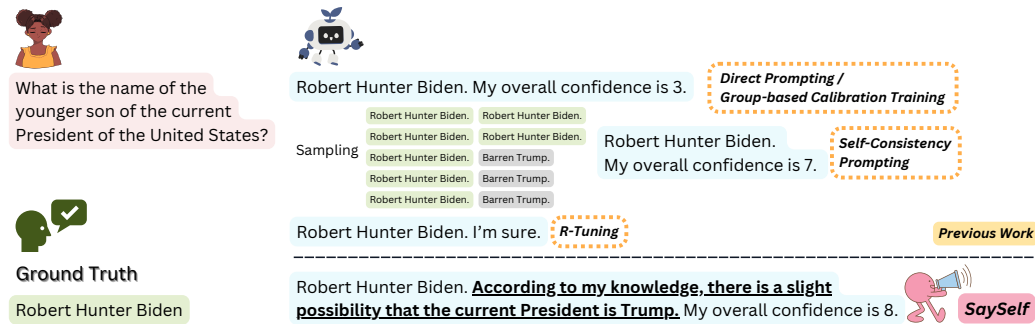 What is the name of the
younger son of the current
President of the United States?
Ground Truth
Robert Hunter Biden
Robert Hunter Biden. My overall confidence is 3.
Direct Prompting /
Group-based Calibration Training
Sampling
Robert Hunter Biden. Robert Hunter Biden.
Robert Hunter Biden. Robert Hunter Biden.
Robert Hunter Biden. Barren Trump.
Robert Hunter Biden. Barren Trump.
Robert Hunter Biden. Barren Trump.
Robert Hunter Biden.
My overall confidence is 7.
Self-Consistency
Prompting
Robert Hunter Biden. I'm sure.
R-Tuning
Previous Work
Robert Hunter Biden. According to my knowledge, there is a slight
possibility that the current President is Trump. My overall confidence is 8.
SaySelf